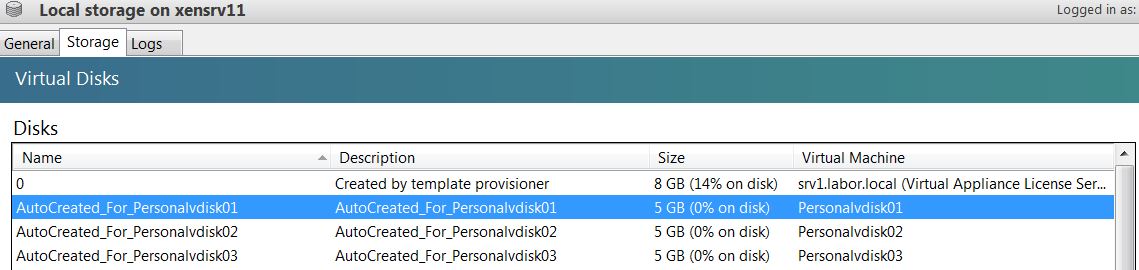 Local storage on xensrv11 Logged in as:
General Storage Logs
Virtual Disks
Disks
Name Description Size Virtual Machine
0 Created by template provisioner 8 GB (14% on disk) srv1.labor.local (Virtual Appliance License Ser...
AutoCreated_For_Personalvdisk01 AutoCreated_For_Personalvdisk01 5 GB (0% on disk) Personalvdisk01
AutoCreated_For_Personalvdisk02 AutoCreated_For_Personalvdisk02 5 GB (0% on disk) Personalvdisk02
AutoCreated_For_Personalvdisk03 AutoCreated_For_Personalvdisk03 5 GB (0% on disk) Personalvdisk03